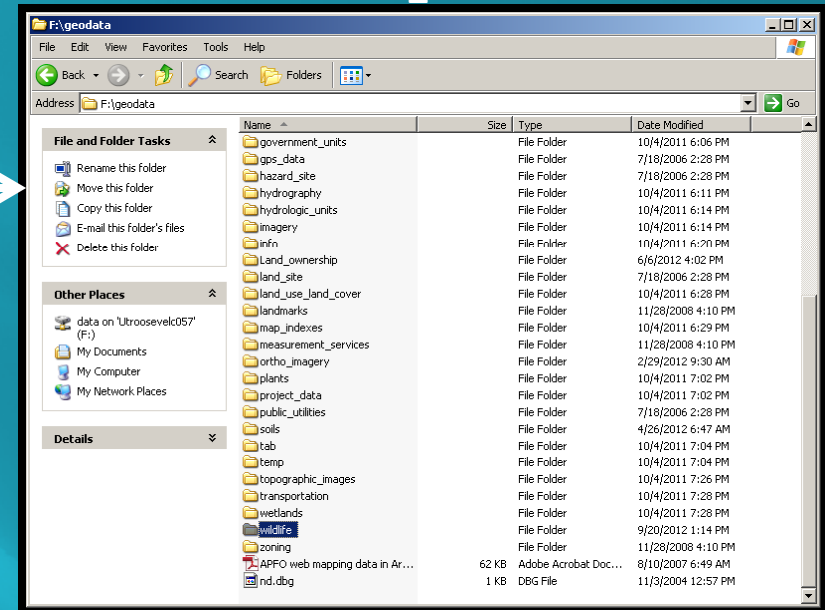 F:\geodata
File Edit View Favorites Tools Help
Back Search Folders
Address F:\geodata Go
File and Folder Tasks
Rename this folder
Move this folder
Copy this folder
E-mail this folder's files
Delete this folder
Other Places
data on 'Utroosevelc057' (F:)
My Documents
My Computer
My Network Places
Details
Name Size Type Date Modified
government_units File Folder 10/4/2011 6:06 PM
gps_data File Folder 7/18/2006 2:28 PM
hazard_site File Folder 7/18/2006 2:28 PM
hydrography File Folder 10/4/2011 6:11 PM
hydrologic_units File Folder 10/4/2011 6:14 PM
imagery File Folder 10/4/2011 6:14 PM
info File Folder 10/4/2011 6:20 PM
Land_ownership File Folder 6/6/2012 4:02 PM
land_site File Folder 7/18/2006 2:28 PM
land_use_land_cover File Folder 10/4/2011 6:28 PM
landmarks File Folder 11/28/2008 4:10 PM
map_indexes File Folder 10/4/2011 6:29 PM
measurement_services File Folder 11/28/2008 4:10 PM
ortho_imagery File Folder 2/29/2012 9:30 AM
plants File Folder 10/4/2011 7:02 PM
project_data File Folder 10/4/2011 7:02 PM
public_utilities File Folder 7/18/2006 2:28 PM
soils File Folder 4/26/2012 6:47 AM
tab File Folder 10/4/2011 7:04 PM
temp File Folder 10/4/2011 7:04 PM
topographic_images File Folder 10/4/2011 7:26 PM
transportation File Folder 10/4/2011 7:28 PM
wetlands File Folder 10/4/2011 7:28 PM
wildlife File Folder 9/20/2012 1:14 PM
zoning File Folder 11/28/2008 4:10 PM
APFO web mapping data in Ar... 62 KB Adobe Acrobat Doc... 8/10/2007 6:49 AM
nd.dbg 1 KB DBG File 11/3/2004 12:57 PM